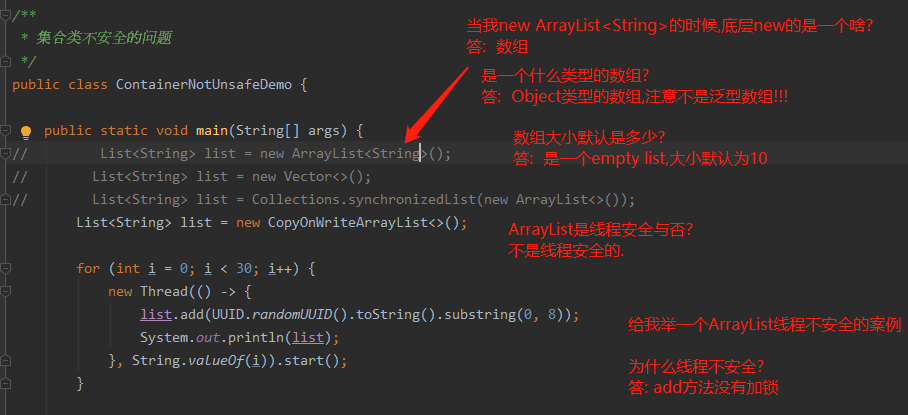 /**
* 集合类不安全的问题
*/
public class ContainerNotUnsafeDemo {
public static void main(String[] args) {
// List<String> list = new ArrayList<String>();
// List<String> list = new Vector<>();
// List<String> list = Collections.synchronizedList(new ArrayList<>());
List<String> list = new CopyOnWriteArrayList<>();
for (int i = 0; i < 30; i++) {
new Thread(() -> {
list.add(UUID.randomUUID().toString().substring(0, 8));
System.out.println(list);
}, String.valueOf(i)).start();
}
当我new ArrayList<String>的时候,底层new的是一个啥?
答: 数组
是一个什么类型的数组?
答: Object类型的数组,注意不是泛型数组!!!
数组大小默认是多少?
答: 是一个empty list,大小默认为10
ArrayList是线程安全与否?
不是线程安全的.
给我举一个ArrayList线程不安全的案例
为什么线程不安全?
答: add方法没有加锁